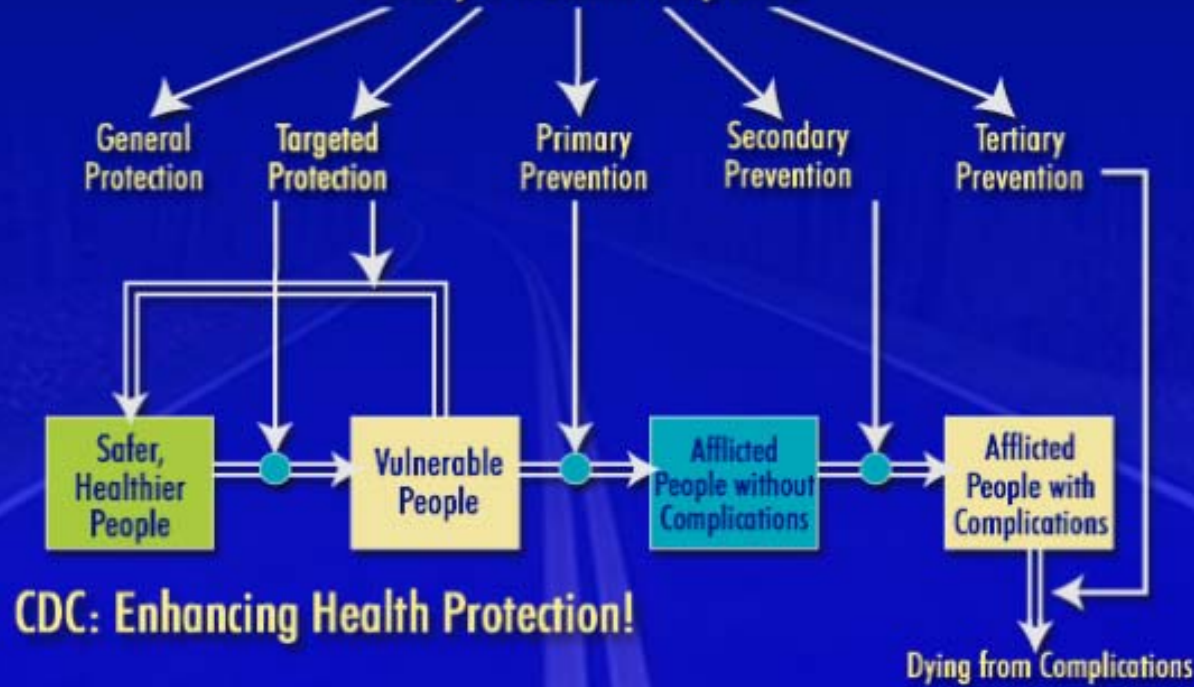 General
Protection
Targeted
Protection
Primary
Prevention
Secondary
Prevention
Tertiary
Prevention
Safer,
Healthier
People
Vulnerable
People
Afflicted
People without
Complications
Afflicted
People with
Complications
CDC: Enhancing Health Protection!
Dying from Complications